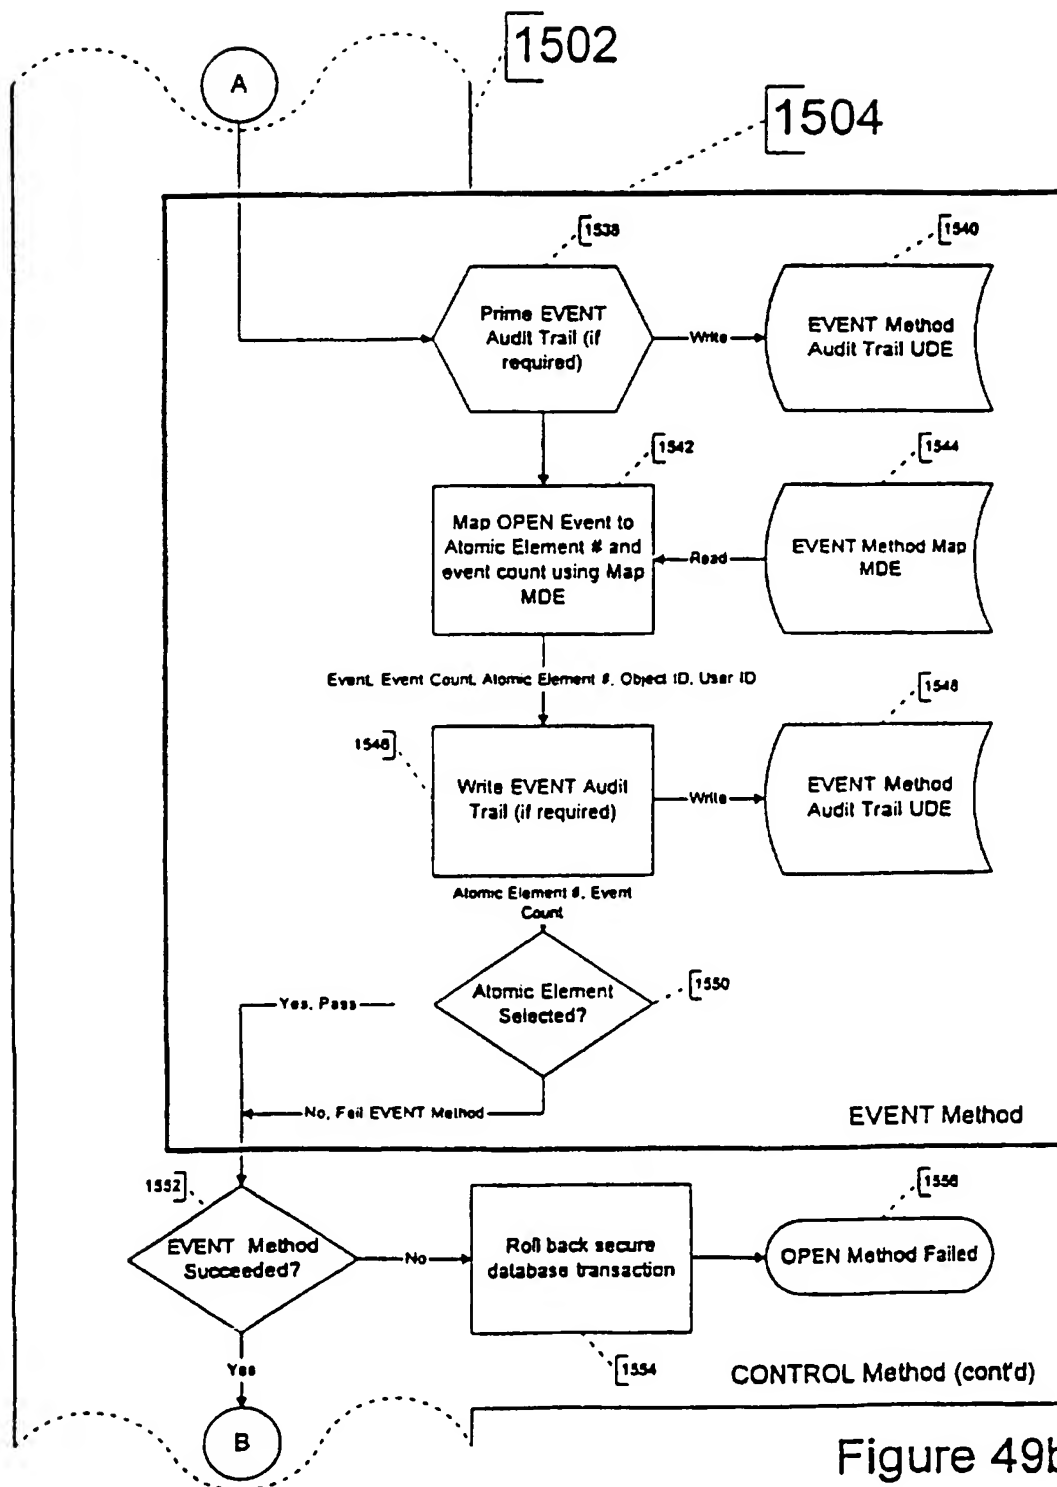 1502
A
1504
1538
1540
Prime EVENT
Audit Trail (if
required)
Write
EVENT Method
Audit Trail UDE
1542
1544
Map OPEN Event to
Atomic Element # and
event count using Map
MDE
Read
EVENT Method Map
MDE
Event, Event Count, Atomic Element #, Object ID, User ID
1546
1548
Write EVENT Audit
Trail (if required)
Write
EVENT Method
Audit Trail UDE
Atomic Element #, Event
Count
1550
Atomic Element
Selected?
Yes, Pass
No, Fail EVENT Method
EVENT Method
1552
1556
EVENT Method
Succeeded?
No
Roll back secure
database transaction
OPEN Method Failed
Yes
1554
CONTROL Method (cont'd)
B
Figure 49b